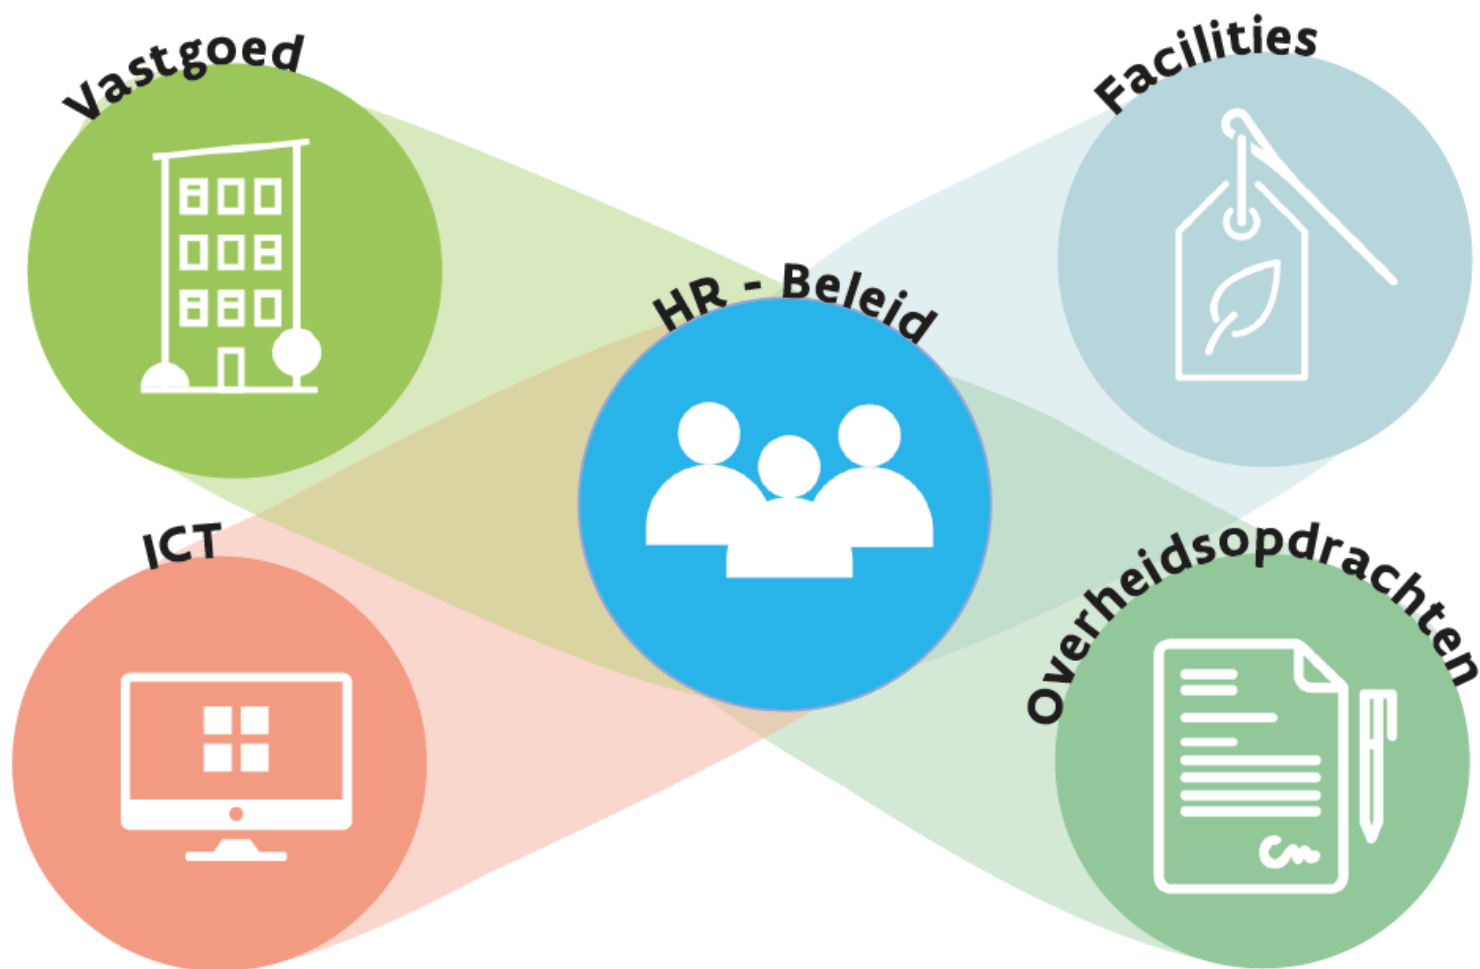 Vastgoed
Facilities
HR - Beleid
ICT
Overheidsopdrachten